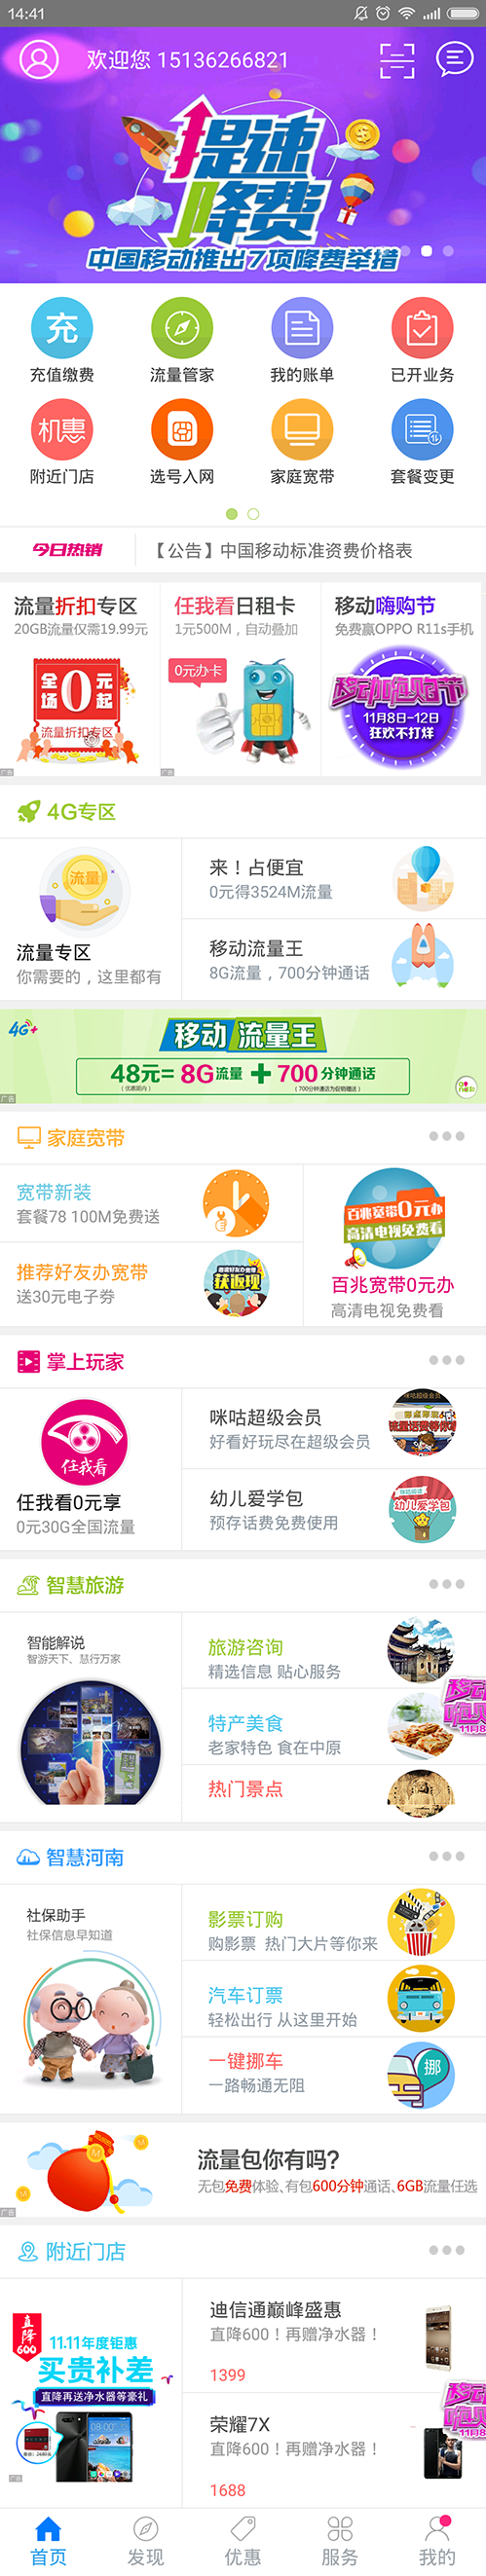 14:41
欢迎您 15136266821
提速
降费
中国移动推出7项降费举措
充
充值缴费
流量管家
我的账单
已开业务
机惠
附近门店
选号入网
家庭宽带
套餐变更
今日热销
【公告】中国移动标准资费价格表
流量折扣专区
20GB流量仅需19.99元
全场0元起
流量折扣专区
广告
任我看日租卡
1元500M，自动叠加
0元办卡
广告
移动嗨购节
免费赢OPPO R11s手机
移动嗨购节
11月8日-12日
狂欢不打烊
4G专区
流量
流量专区
你需要的，这里都有
来！占便宜
0元得3524M流量
移动流量王
8G流量，700分钟通话
4G+
移动 流量王
48元=8G流量+700分钟通话
（优惠期内）
（700分钟为优惠赠送）
广告
家庭宽带
宽带新装
套餐78 100M免费送
推荐好友办宽带
送30元电子券
获返现
百兆宽带0元办
高清电视免费看
百兆宽带0元办
高清电视免费看
掌上玩家
任我看
任我看0元享
0元30G全国流量
咪咕超级会员
好看好玩尽在超级会员
幼儿爱学包
预存话费免费使用
幼儿爱学包
智慧旅游
智能解说
智游天下、慧行万家
旅游咨询
精选信息 贴心服务
特产美食
老家特色 食在中原
热门景点
智慧河南
社保助手
社保信息早知道
影票订购
购影票 热门大片等你来
汽车订票
轻松出行 从这里开始
一键挪车
一路畅通无阻
挪
流量包你有吗?
无包免费体验、有包600分钟通话、6GB流量任选
广告
附近门店
直降600
11.11年度钜惠
买贵补差
直降再送净水器等豪礼
广告
迪信通巅峰盛惠
直降600！再赠净水器！
1399
荣耀7X
直降600！再赠净水器！
1688
首页
发现
优惠
服务
我的